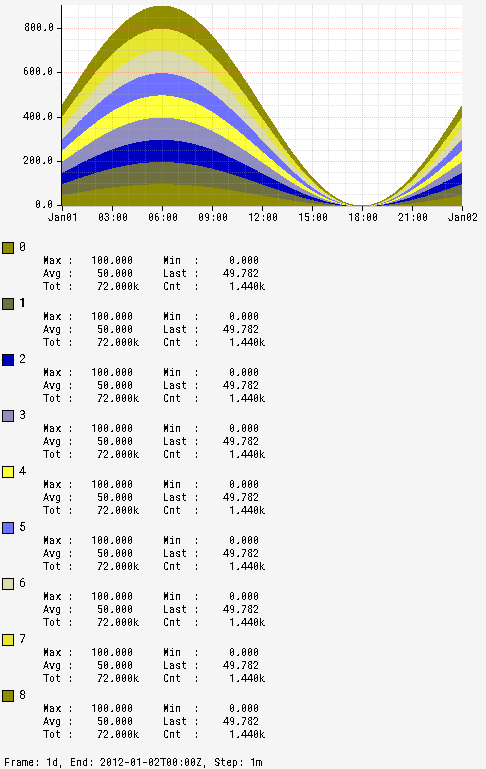 800.0
600.0
400.0
200.0
0.0
Jan01 03:00 06:00 09:00 12:00 15:00 18:00 21:00 Jan02
0
Max : 100.000 Min : 0.000
Avg : 50.000 Last : 49.782
Tot : 72.000k Cnt : 1.440k
1
Max : 100.000 Min : 0.000
Avg : 50.000 Last : 49.782
Tot : 72.000k Cnt : 1.440k
2
Max : 100.000 Min : 0.000
Avg : 50.000 Last : 49.782
Tot : 72.000k Cnt : 1.440k
3
Max : 100.000 Min : 0.000
Avg : 50.000 Last : 49.782
Tot : 72.000k Cnt : 1.440k
4
Max : 100.000 Min : 0.000
Avg : 50.000 Last : 49.782
Tot : 72.000k Cnt : 1.440k
5
Max : 100.000 Min : 0.000
Avg : 50.000 Last : 49.782
Tot : 72.000k Cnt : 1.440k
6
Max : 100.000 Min : 0.000
Avg : 50.000 Last : 49.782
Tot : 72.000k Cnt : 1.440k
7
Max : 100.000 Min : 0.000
Avg : 50.000 Last : 49.782
Tot : 72.000k Cnt : 1.440k
8
Max : 100.000 Min : 0.000
Avg : 50.000 Last : 49.782
Tot : 72.000k Cnt : 1.440k
Frame: 1d, End: 2012-01-02T00:00Z, Step: 1m